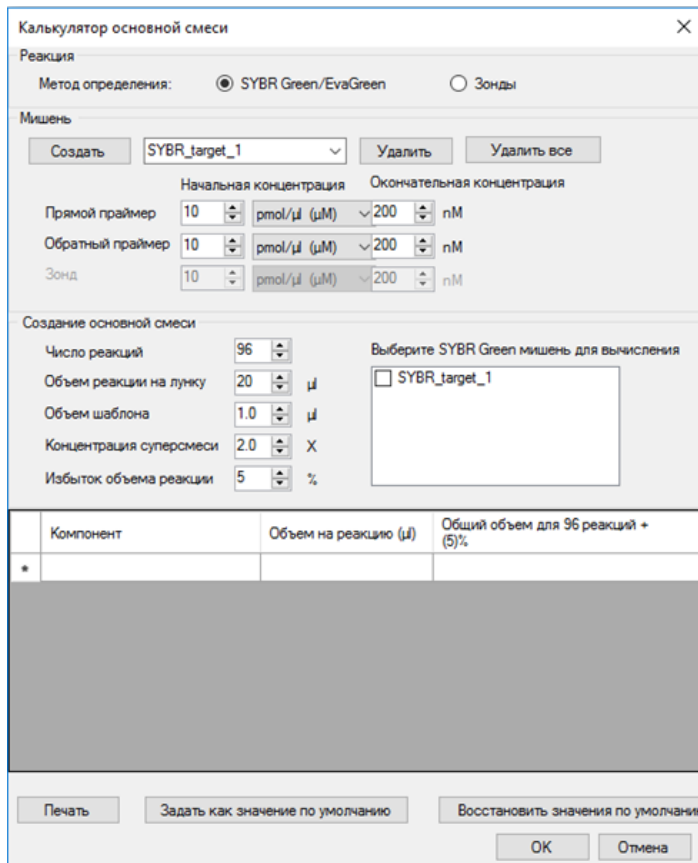 Калькулятор основной смеси
Реакция
Метод определения: SYBR Green/EvaGreen Зонды
Мишень
Создать SYBR_target_1 Удалить Удалить все
Начальная концентрация Окончательная концентрация
Прямой праймер 10 pmol/µl (µM) 200 nM
Обратный праймер 10 pmol/µl (µM) 200 nM
Зонд 10 pmol/µl (µM) 200 nM
Создание основной смеси
Число реакций 96 Выберите SYBR Green мишень для вычисления
Объем реакции на лунку 20 µl SYBR_target_1
Объем шаблона 1.0 µl
Концентрация суперсмеси 2.0 X
Избыток объема реакции 5 %
Компонент Объем на реакцию (µl) Общий объем для 96 реакций +
(5)%
*
Печать Задать как значение по умолчанию Восстановить значения по умолчани
OK Отмена